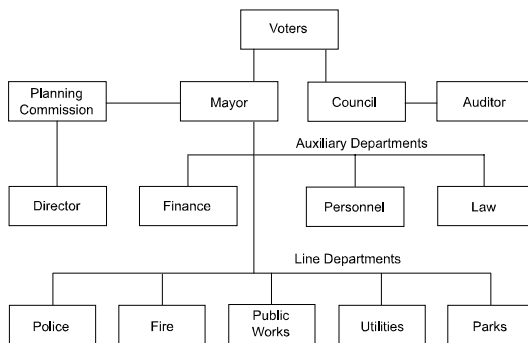 Voters
Planning
Commission
Mayor
Council
Auditor
Auxiliary Departments
Director
Finance
Personnel
Law
Line Departments
Police
Fire
Public
Works
Utilities
Parks